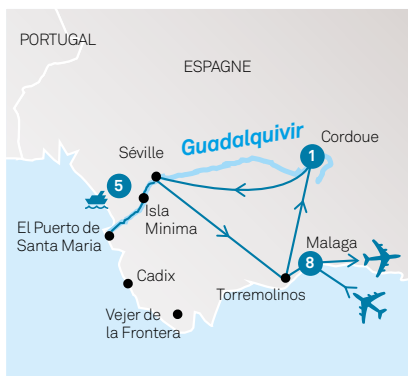 PORTUGAL
ESPAGNE
Guadalquivir
Cordoue
1
Séville
5
Isla
Minima
El Puerto de
Santa Maria
Malaga
8
Cadix
Torremolinos
Vejer de
la Frontera